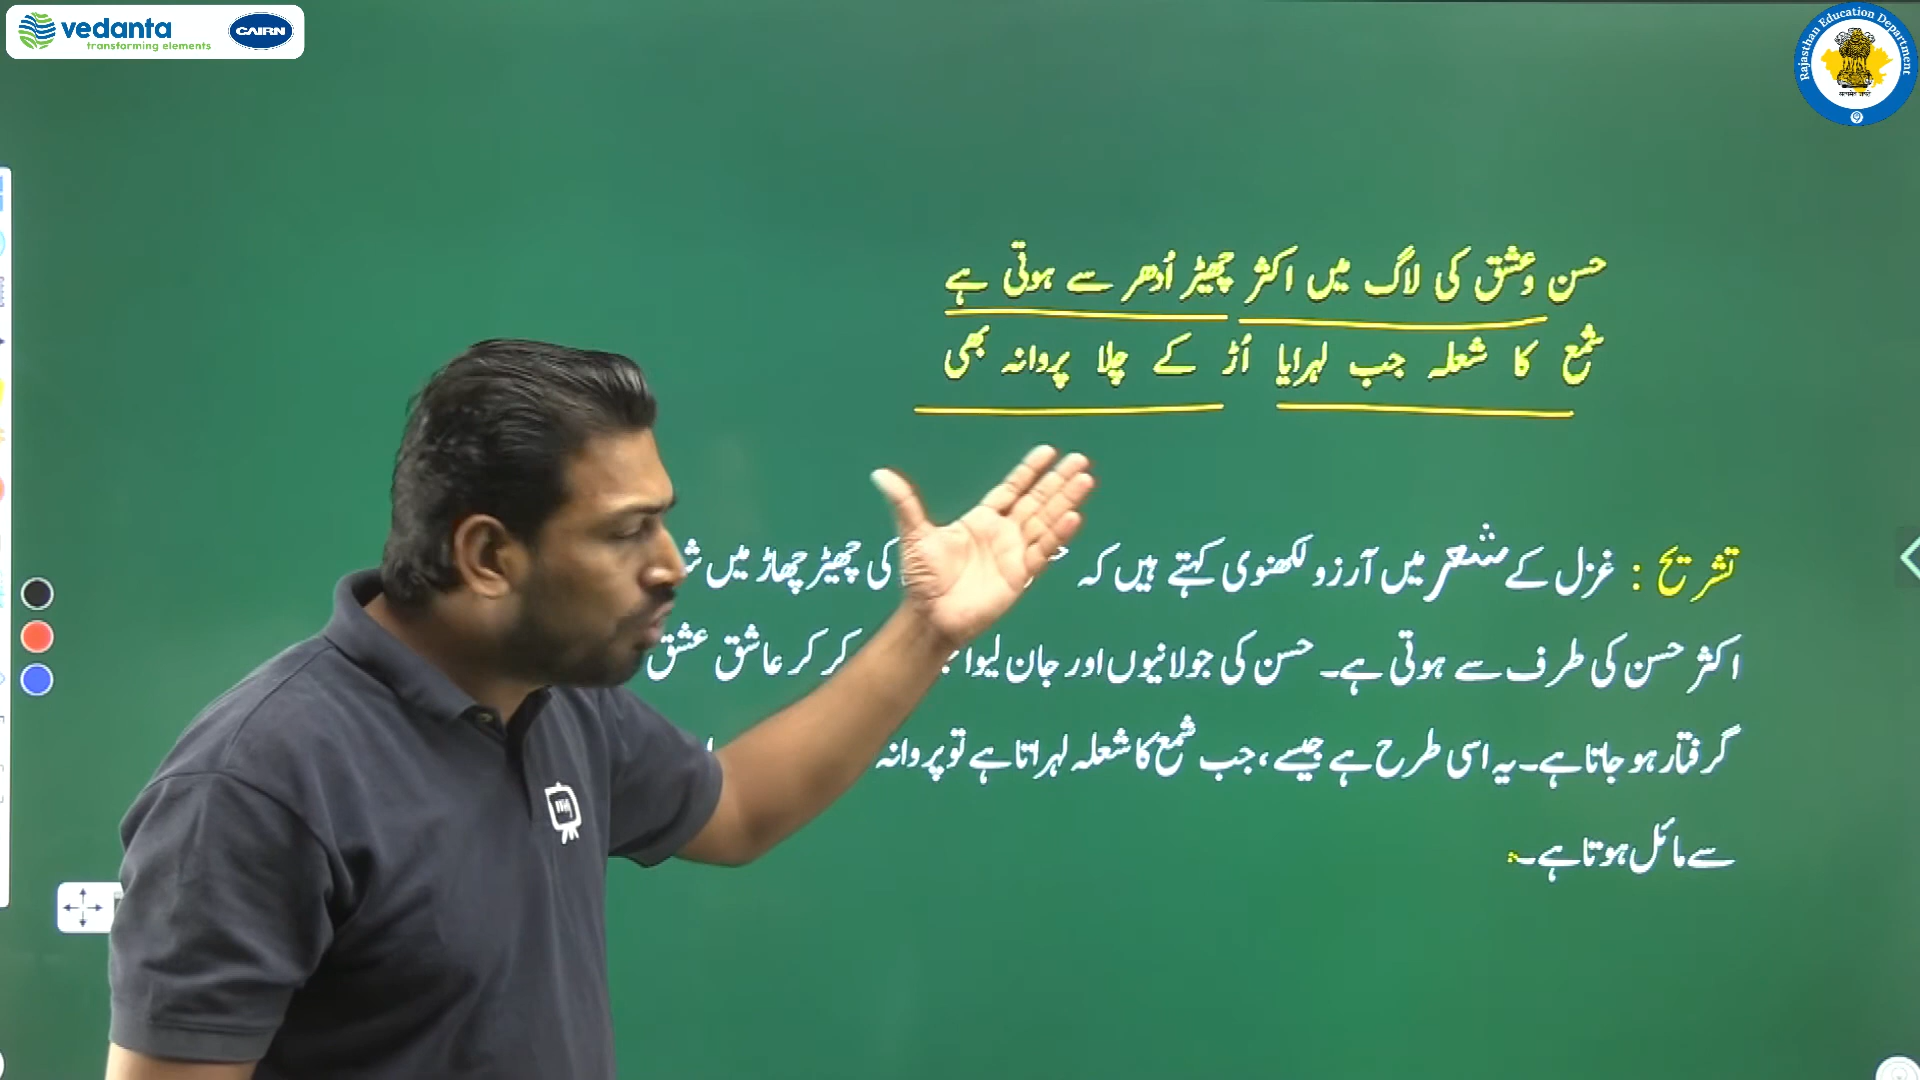 vedanta
transforming elements
CAIRN
Rajasthan Education Department
सत्यमेव जयते
حسن و عشق کی لاگ میں اکثر چھیڑ اُدھر سے ہوتی ہے
شمع کا شعلہ جب لہرایا اُڑ کے چلا پروانہ بھی
تشریح : غزل کے شعر میں آرزو لکھنوی کہتے ہیں کہ کی چھیڑ چھاڑ میں
اکثر حسن کی طرف سے ہوتی ہے۔ حسن کی جولانیوں اور جان لیوا کر کر عاشق عشق
گرفتار ہو جاتا ہے۔ یہ اسی طرح ہے جیسے، جب شمع کا شعلہ لہراتا ہے تو پروانہ
سے مائل ہوتا ہے۔